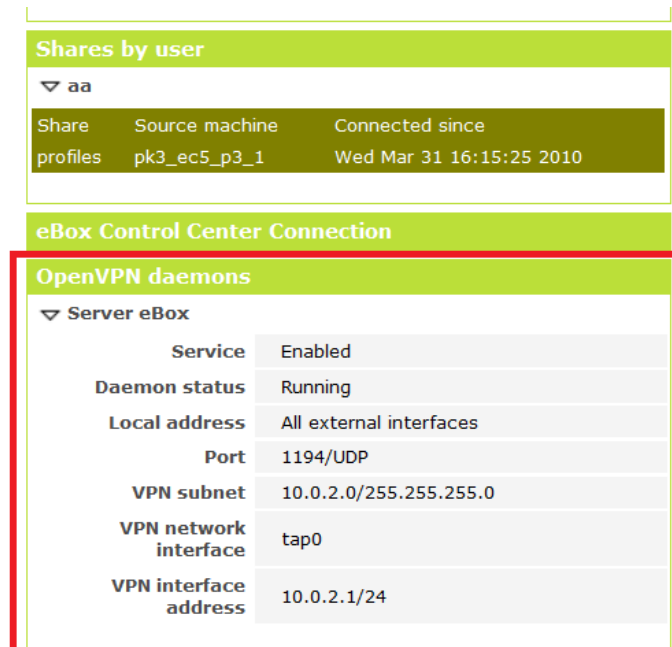 Shares by user
aa
Share Source machine Connected since
profiles pk3_ec5_p3_1 Wed Mar 31 16:15:25 2010
eBox Control Center Connection
OpenVPN daemons
Server eBox
Service Enabled
Daemon status Running
Local address All external interfaces
Port 1194/UDP
VPN subnet 10.0.2.0/255.255.255.0
VPN network
interface tap0
VPN interface
address 10.0.2.1/24